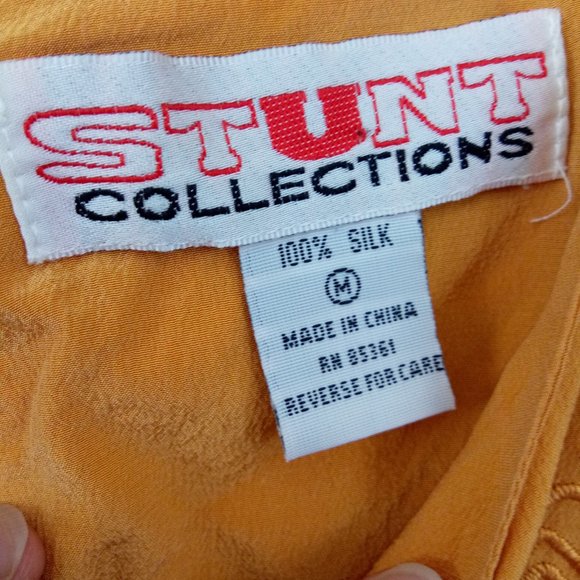 STUNT
COLLECTIONS
100% SILK
M
MADE IN CHINA
RN 85361
REVERSE FOR CARE